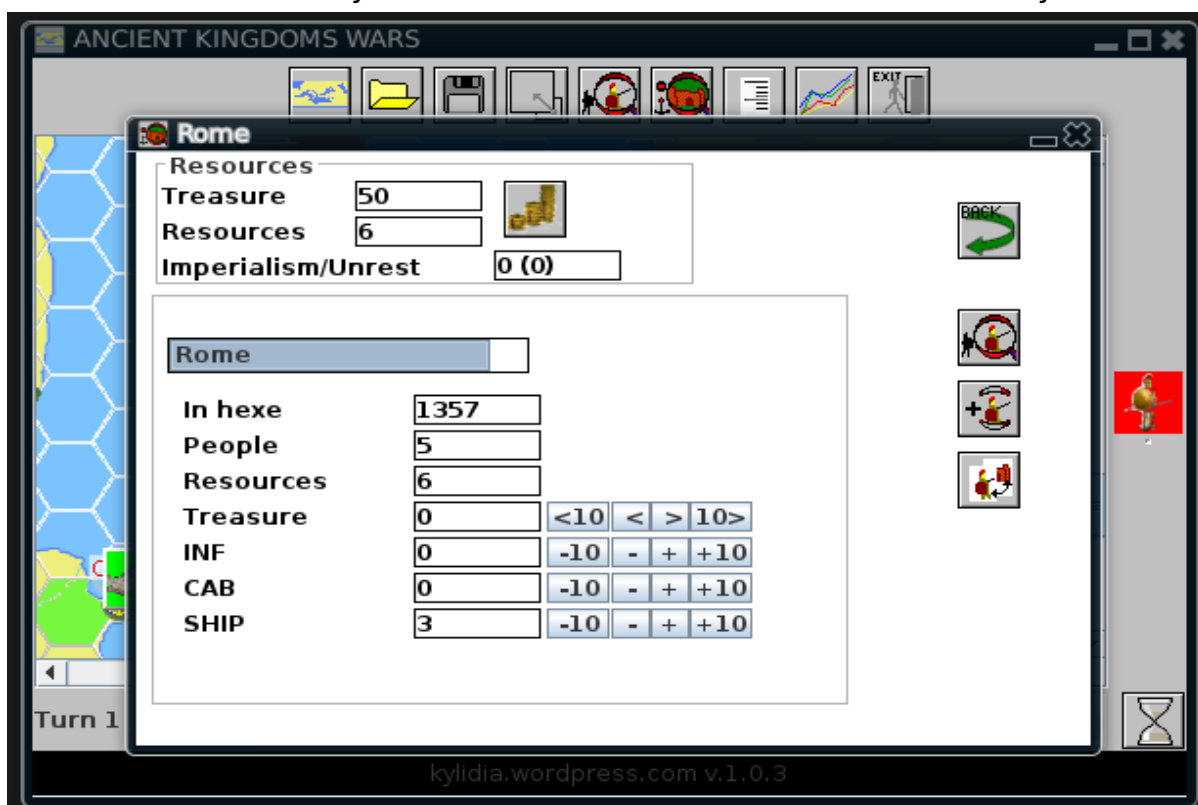 ANCIENT KINGDOMS WARS
EXIT
Rome
Resources
Treasure 50
Resources 6
Imperialism/Unrest 0 (0)
BACK
Rome
In hexe 1357
People 5
Resources 6
Treasure 0 <10 < > 10>
INF 0 -10 - + +10
CAB 0 -10 - + +10
SHIP 3 -10 - + +10
Turn 1
kylidia.wordpress.com v.1.0.3